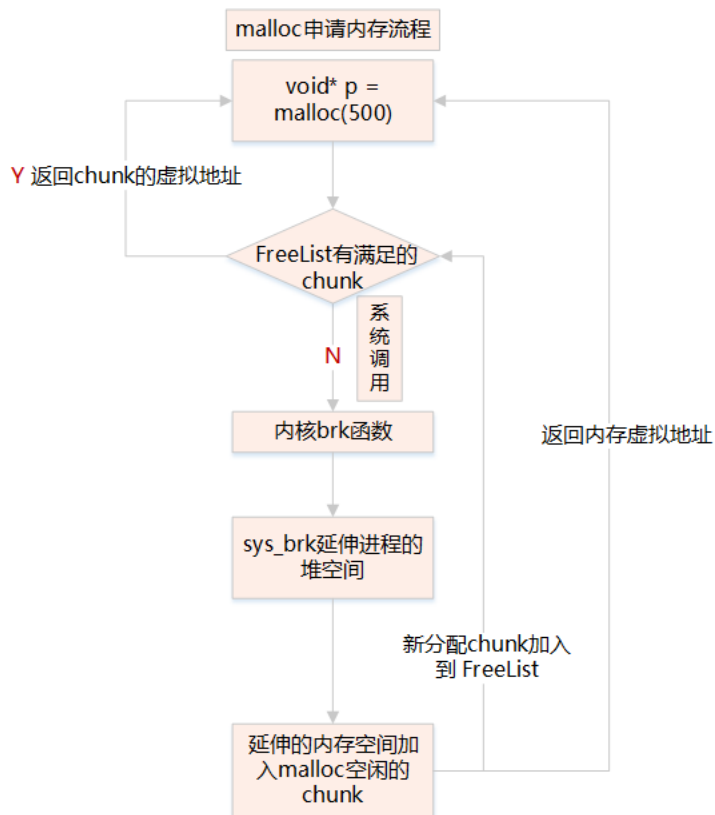 malloc申请内存流程
void* p =
malloc(500)
Y 返回chunk的虚拟地址
FreeList有满足的
chunk
系
统
调
用
N
内核brk函数
返回内存虚拟地址
sys_brk延伸进程的
堆空间
新分配chunk加入
到 FreeList
延伸的内存空间加
入malloc空闲的
chunk